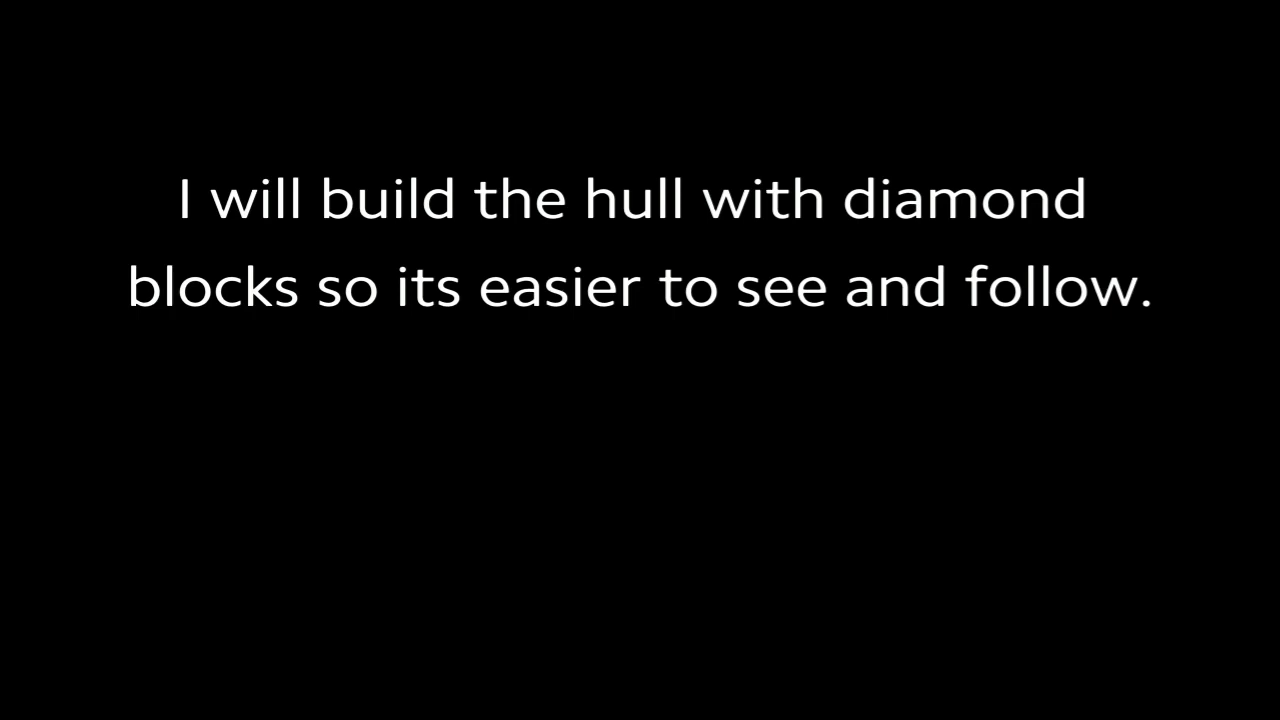 I will build the hull with diamond
blocks so its easier to see and follow.